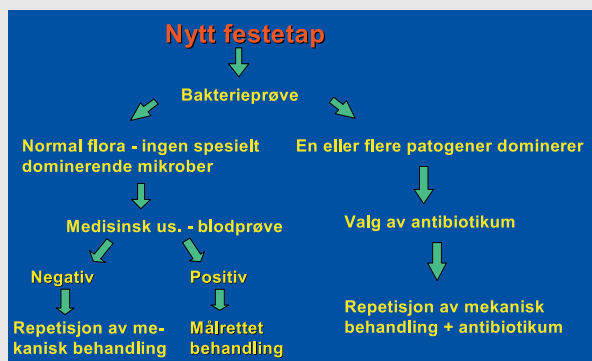 Nytt festetap
Bakterieprøve
Normal flora - ingen spesielt
dominerende mikrober
En eller flere patogener dominerer
Medisinsk us. - blodprøve
Valg av antibiotikum
Negativ
Positiv
Repetisjon av me-
kanisk behandling
Målrettet
behandling
Repetisjon av mekanisk
behandling + antibiotikum